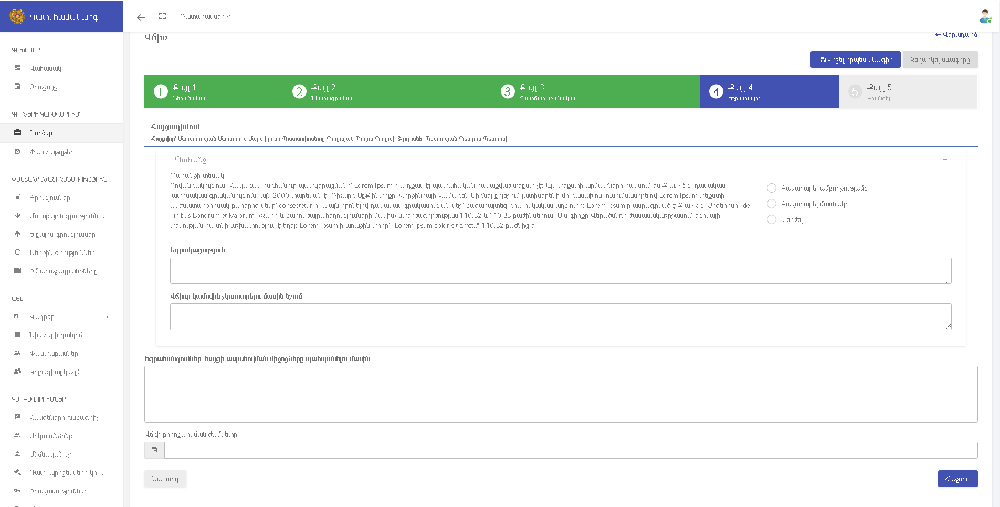 Դատ. համակարգ
Դատարաններ
ԳԼԽԱՎՈՐ
Վահանակ
Օրացույց
ԳՈՐԾԵՐԻ ԿԱՌԱՎԱՐՈՒՄ
Գործեր
Փաստաթղթեր
ՓԱՍՏԱԹՂԹԱՇՐՋԱՆԱՌՈՒԹՅՈՒՆ
Գրություններ
Մուտքային գրությունն...
Ելքային գրություններ
Ներքին գրություններ
Իմ առաջադրանքները
ԱՅԼ
Կադրեր
Նիստերի դահլիճ
Փաստաբաններ
Կոլիեգիալ կազմ
ԿԱՐԳԱՎՈՐՈՒՄՆԵՐ
Հասցեների խմբագրիչ
Առկա անձինք
Անձնական էջ
Դատ. պրոցեսների կո...
Իրավասություններ
Վճիռ
← Վերադարձ
Հիշել որպես սևագիր
Չեղարկել սևագիրը
1 Քայլ 1
Ներածական
2 Քայլ 2
Նկարագրական
3 Քայլ 3
Պատճառաբանական
4 Քայլ 4
Եզրափակիչ
5 Քայլ 5
Գրանցել
Հայցադիմում
Հայցվոր՝ Մարտիրոսյան Մարտիրոս Մարտիրոսի Պատասխանող՝ Պողոսյան Պողոս Պողոսի 3-րդ անձ՝ Պետրոսյան Պետրոս Պետրոսի
Պահանջ
Պահանջի տեսակ:
Բովանդակություն: Հակառակ ընդհանուր պատկերացմանը՝ Lorem Ipsum-ը այդքան էլ պատահական հավաքված տեքստ չէ: Այս տեքստի արմատները հասնում են Ք.ա. 45թ. դասական
լատինական գրականություն. այն 2000 տարեկան է: Ռիչարդ ՄքՔլինտոքը՝ Վիրջինիայի Համպդեն-Սիդնեյ քոլեջում լատիներենի մի դասախոս՝ ուսումնասիրելով Lorem Ipsum տեքստի
ամենատարօրինակ բառերից մեկը՝ consectetur-ը, և այն որոնելով դասական գրականության մեջ՝ բացահայտեց դրա իսկական աղբյուրը: Lorem Ipsum-ը ամրագրված է Ք.ա 45թ. Ցիցերոնի "de
Finibus Bonorum et Malorum" (Չարի և բարու ծայրահեղությունների մասին) ստեղծագործության 1.10.32 և 1.10.33 բաժիններում: Այս գիրքը Վերածննդի ժամանակաշրջանում էթիկայի
տեսության հայտնի աշխատություն է եղել: Lorem Ipsum-ի առաջին տողը՝ "Lorem ipsum dolor sit amet..", 1.10.32 բաժնից է:
Բավարարել ամբողջությամբ
Բավարարել մասնակի
Մերժել
Եզրակացություն
Վճիռը կամովին չկատարելու մասին նշում
Եզրահանգումներ՝ հայցի ապահովման միջոցները պահպանելու մասին
Վճռի բողոքարկման ժամկետը
Նախորդ
Հաջորդ